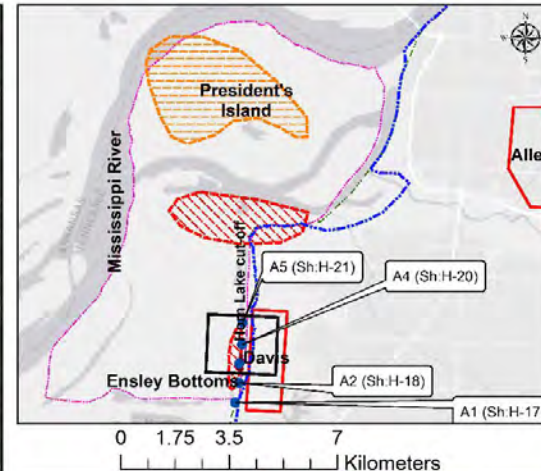 N
W
E
S
President's
Island
Alle
Mississippi River
Horn Lake cut-off
A5 (Sh:H-21)
A4 (Sh:H-20)
Davis
Ensley Bottoms
A2 (Sh:H-18)
A1 (Sh:H-17
0 1.75 3.5 7
Kilometers